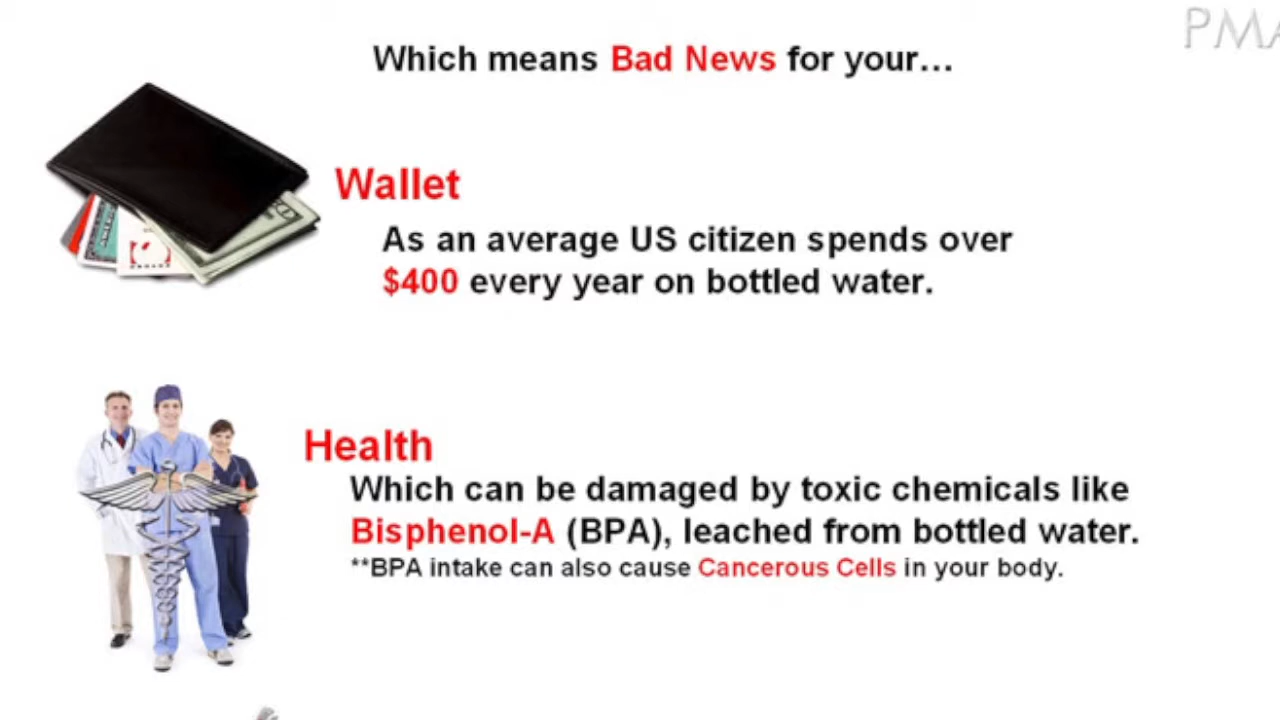 PMA
Which means Bad News for your...
Wallet
As an average US citizen spends over
$400 every year on bottled water.
Health
Which can be damaged by toxic chemicals like
Bisphenol-A (BPA), leached from bottled water.
**BPA intake can also cause Cancerous Cells in your body.